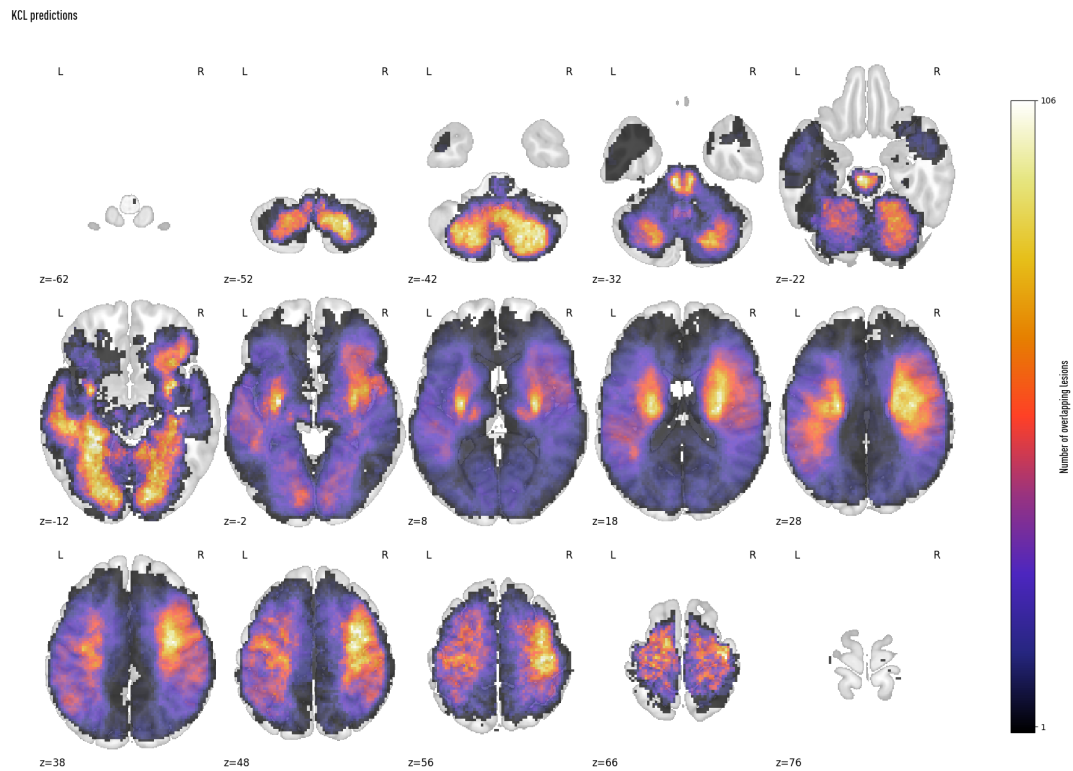 KCL predictions
L R L R L R L R L R
z=-62 z=-52 z=-42 z=-32 z=-22
L R L R L R L R L R
z=-12 z=-2 z=8 z=18 z=28
L R L R L R L R L R
z=38 z=48 z=56 z=66 z=76
106
Number of overlapping lesions
1